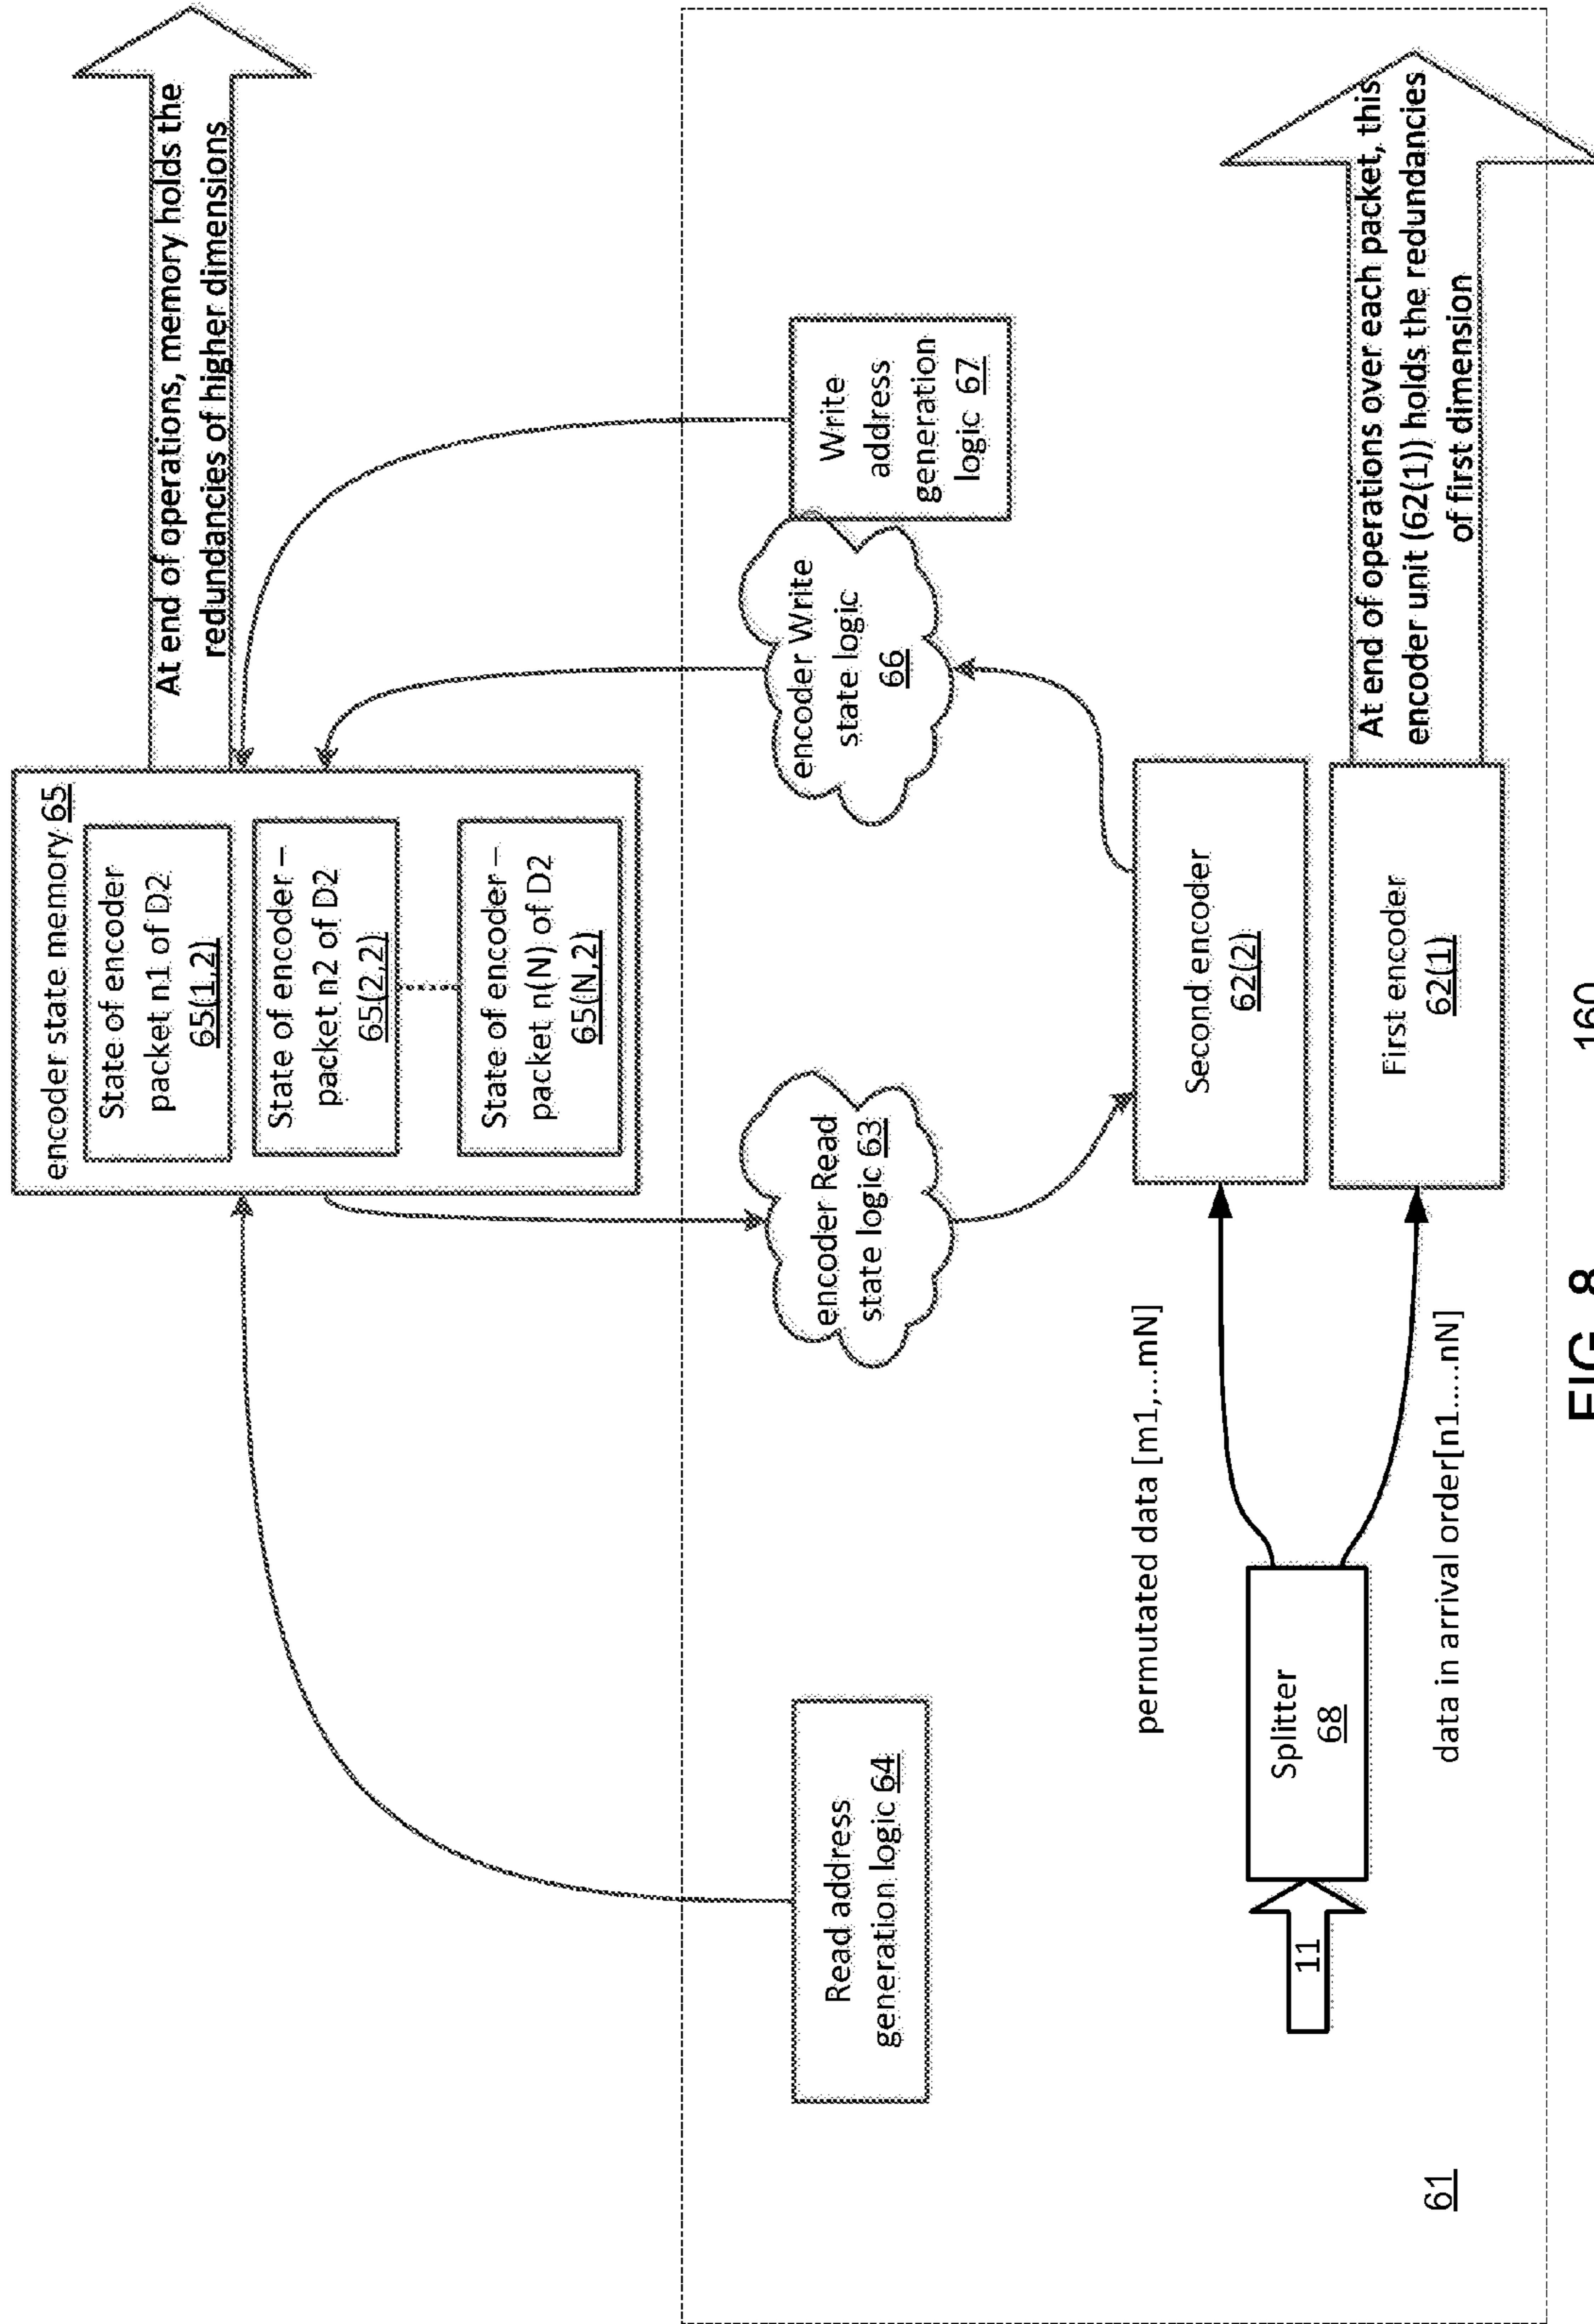 encoder state memory 65
State of encoder
packet n1 of D2
65(1,2)
State of encoder –
packet n2 of D2
65(2,2)
State of encoder –
packet n(N) of D2
65(N,2)
At end of operations, memory holds the
redundancies of higher dimensions
Read address
generation logic 64
encoder Read
state logic 63
encoder Write
state logic
66
Write
address
generation
logic 67
11
Splitter
68
permutated data [m1,...mN]
data in arrival order[n1.....nN]
Second encoder
62(2)
First encoder
62(1)
At end of operations over each packet, this
encoder unit (62(1)) holds the redundancies
of first dimension
61
FIG. 8
160